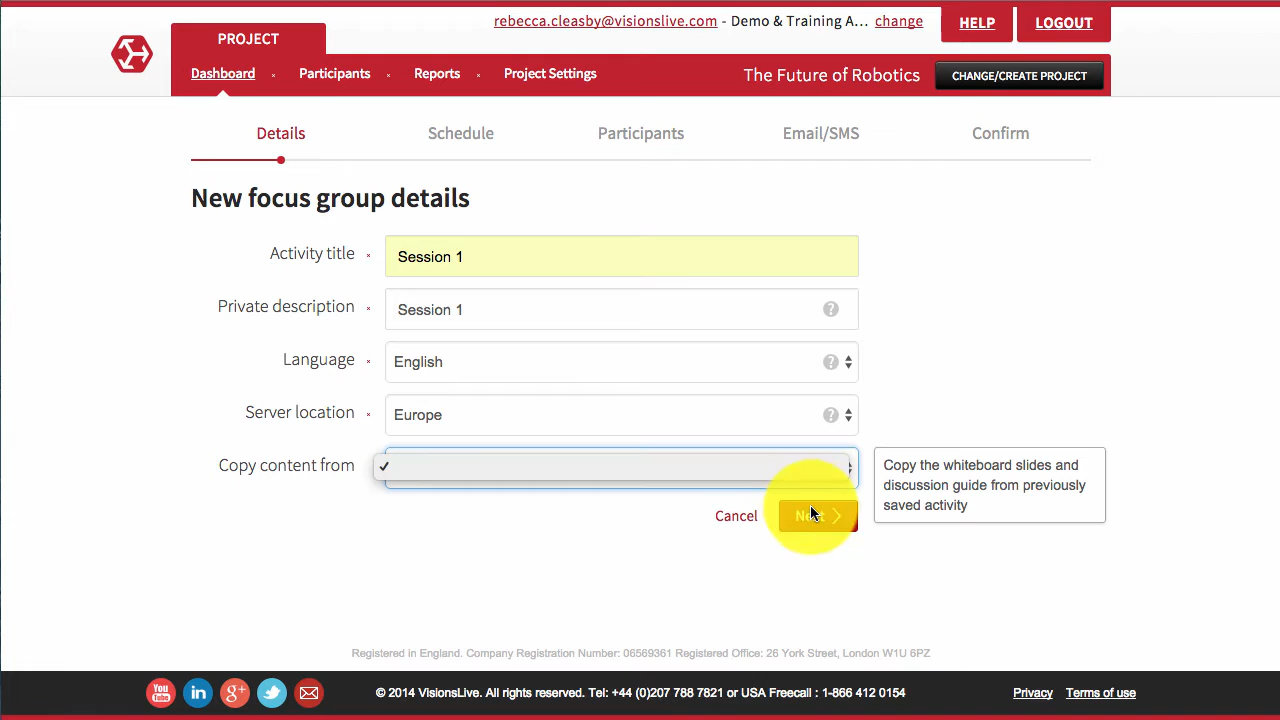 rebecca.cleasby@visionslive.com - Demo & Training A... change
HELP
LOGOUT
PROJECT
Dashboard
Participants
Reports
Project Settings
The Future of Robotics
CHANGE/CREATE PROJECT
Details
Schedule
Participants
Email/SMS
Confirm
New focus group details
Activity title
Session 1
Private description
Session 1
?
Language
English
?
Server location
Europe
?
Copy content from
Copy the whiteboard slides and
discussion guide from previously
saved activity
Cancel
Next
Registered in England. Company Registration Number: 06569361 Registered Office: 26 York Street, London W1U 6PZ
You Tube
in
g+
© 2014 VisionsLive. All rights reserved. Tel: +44 (0)207 788 7821 or USA Freecall : 1-866 412 0154
Privacy
Terms of use